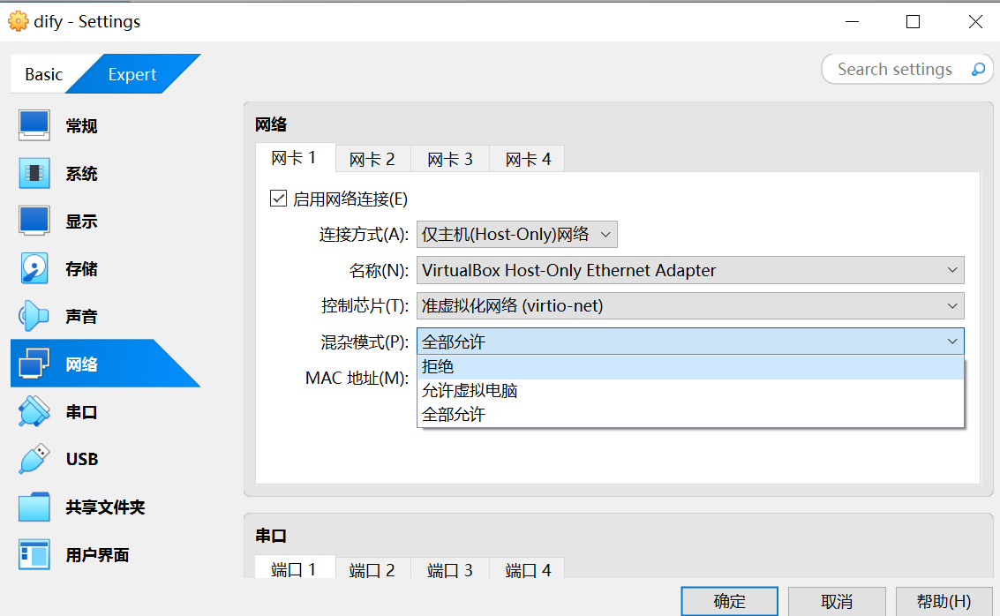 dify - Settings
Basic
Expert
Search settings
常规
系统
显示
存储
声音
网络
串口
USB
共享文件夹
用户界面
网络
网卡 1
网卡 2
网卡 3
网卡 4
启用网络连接(E)
连接方式(A): 仅主机(Host-Only)网络
名称(N): VirtualBox Host-Only Ethernet Adapter
控制芯片(T): 准虚拟化网络 (virtio-net)
混杂模式(P): 全部允许
拒绝
MAC 地址(M):
允许虚拟电脑
全部允许
串口
端口 1
端口 2
端口 3
端口 4
确定
取消
帮助(H)